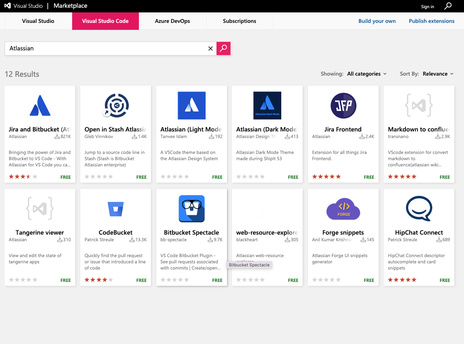 Visual Studio | Marketplace
Sign in
Visual Studio
Visual Studio Code
Azure DevOps
Subscriptions
Build your own
Publish extensions
Atlassian
12 Results
Showing: All categories
Sort By: Relevance
Jira and Bitbucket (At
Atlassian 821K
Bringing the power of Jira and Bitbucket to VS Code - With
Atlassian for VS Code you
FREE
Open in Stash Atlassi
Gleb Vinnikov 1.4K
Jump to a source code line in
Stash (Stash is Bitbucket
Atlassian enterprise)
FREE
Atlassian (Light Mode
Tarnele Islam 192
A VSCode theme based on
the Atlassian Design System
FREE
Atlassian (Dark Mode
Atlassian Design 413
Atlassian Dark Mode Theme
made during ShipIt 53
FREE
Jira Frontend
Atlassian 2.4K
Extension for all things Jira
Frontend.
FREE
Markdown to conflue
transnano 2.9K
VSCode extension for convert
markdown to
confluence(atlassian wiki
FREE
Tangerine viewer
Atlassian 310
View and edit the state of
tangerine apps
FREE
CodeBucket
Patrick Streule 13.3K
Quickly find the pull request
or issue that introduced a line
of code
FREE
Bitbucket Spectacle
bb-spectacle 9.7K
VS Code Bitbucket Plugin -
See pull requests associated
with commits | Create/open
FREE
Bitbucket Spectacle
web-resource-explor
blackheart 305
Atlassian web-resource
FREE
Forge snippets
Anil Kumar Krishn 145
Atlassian Forge UI snippets
generator
FREE
HipChat Connect
Patrick Streule 689
HipChat Connect descriptor
autocomplete and card
snippets
FREE